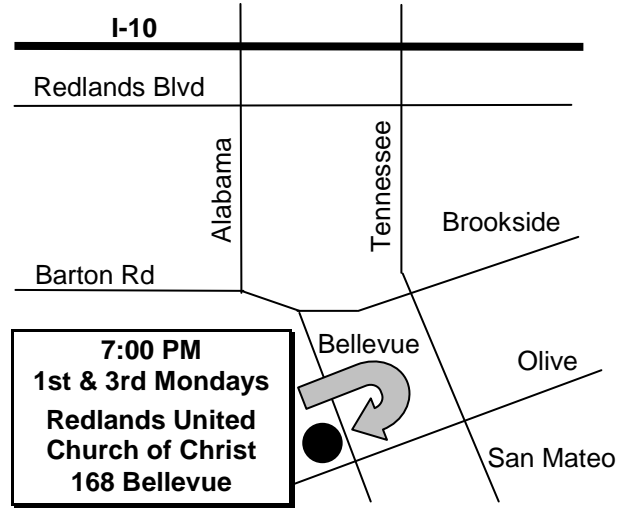 I-10
Redlands Blvd
Alabama
Tennessee
Brookside
Barton Rd
Bellevue
Olive
San Mateo
7:00 PM
1st & 3rd Mondays
Redlands United
Church of Christ
168 Bellevue